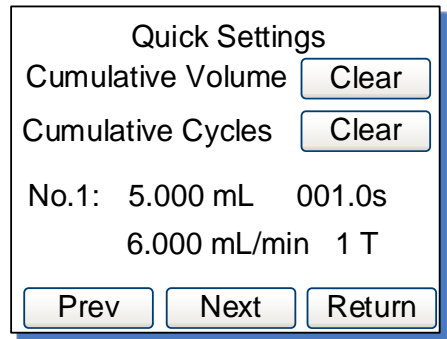 Quick Settings
Cumulative Volume Clear
Cumulative Cycles Clear
No.1: 5.000 mL 001.0s
6.000 mL/min 1 T
Prev Next Return